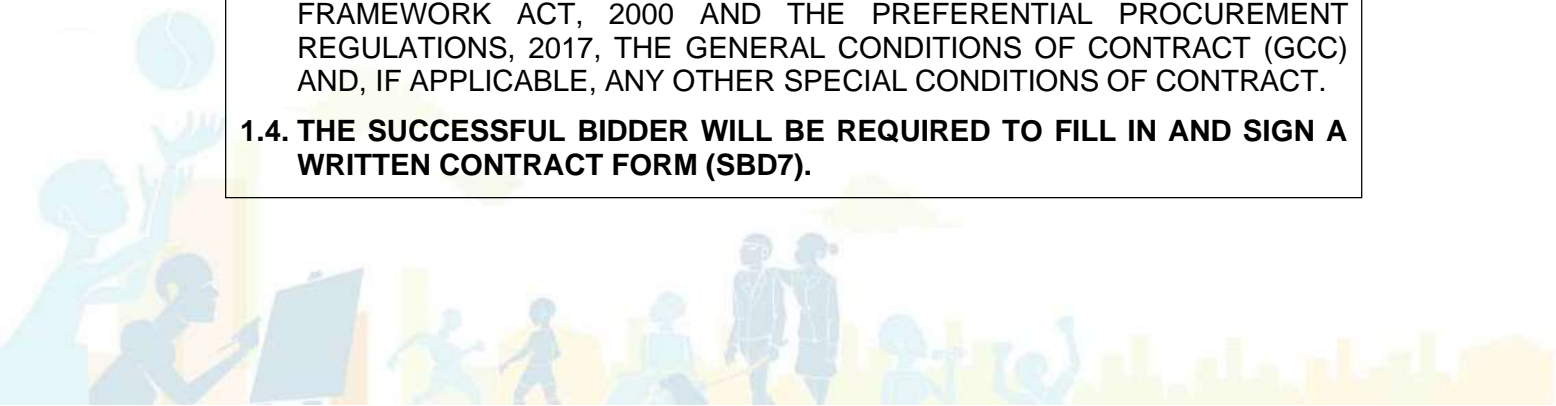 FRAMEWORK ACT, 2000 AND THE PREFERENTIAL PROCUREMENT
REGULATIONS, 2017, THE GENERAL CONDITIONS OF CONTRACT (GCC)
AND, IF APPLICABLE, ANY OTHER SPECIAL CONDITIONS OF CONTRACT.
1.4. THE SUCCESSFUL BIDDER WILL BE REQUIRED TO FILL IN AND SIGN A
WRITTEN CONTRACT FORM (SBD7).